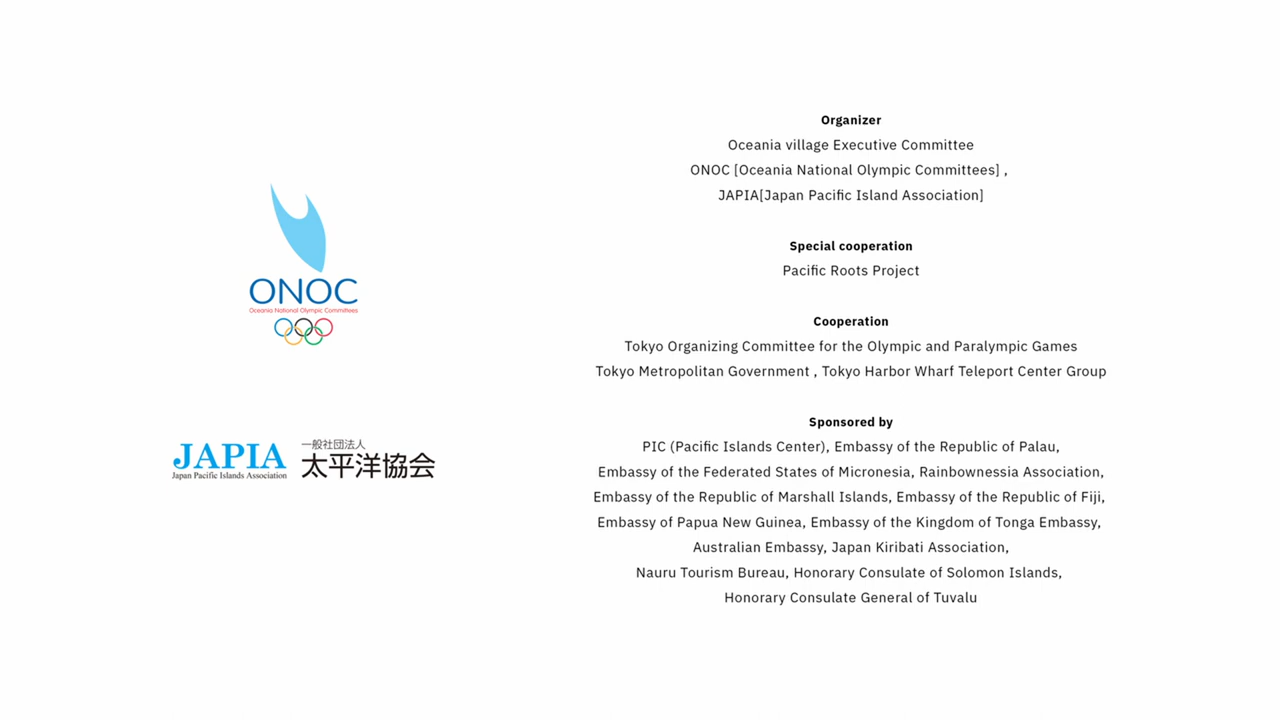 ONOC
Oceania National Olympic Committees
JAPIA
Japan Pacific Islands Association
一般社団法人
太平洋協会
Organizer
Oceania village Executive Committee
ONOC [Oceania National Olympic Committees] ,
JAPIA[Japan Pacific Island Association]
Special cooperation
Pacific Roots Project
Cooperation
Tokyo Organizing Committee for the Olympic and Paralympic Games
Tokyo Metropolitan Government , Tokyo Harbor Wharf Teleport Center Group
Sponsored by
PIC (Pacific Islands Center), Embassy of the Republic of Palau,
Embassy of the Federated States of Micronesia, Rainbownessia Association,
Embassy of the Republic of Marshall Islands, Embassy of the Republic of Fiji,
Embassy of Papua New Guinea, Embassy of the Kingdom of Tonga Embassy,
Australian Embassy, Japan Kiribati Association,
Nauru Tourism Bureau, Honorary Consulate of Solomon Islands,
Honorary Consulate General of Tuvalu